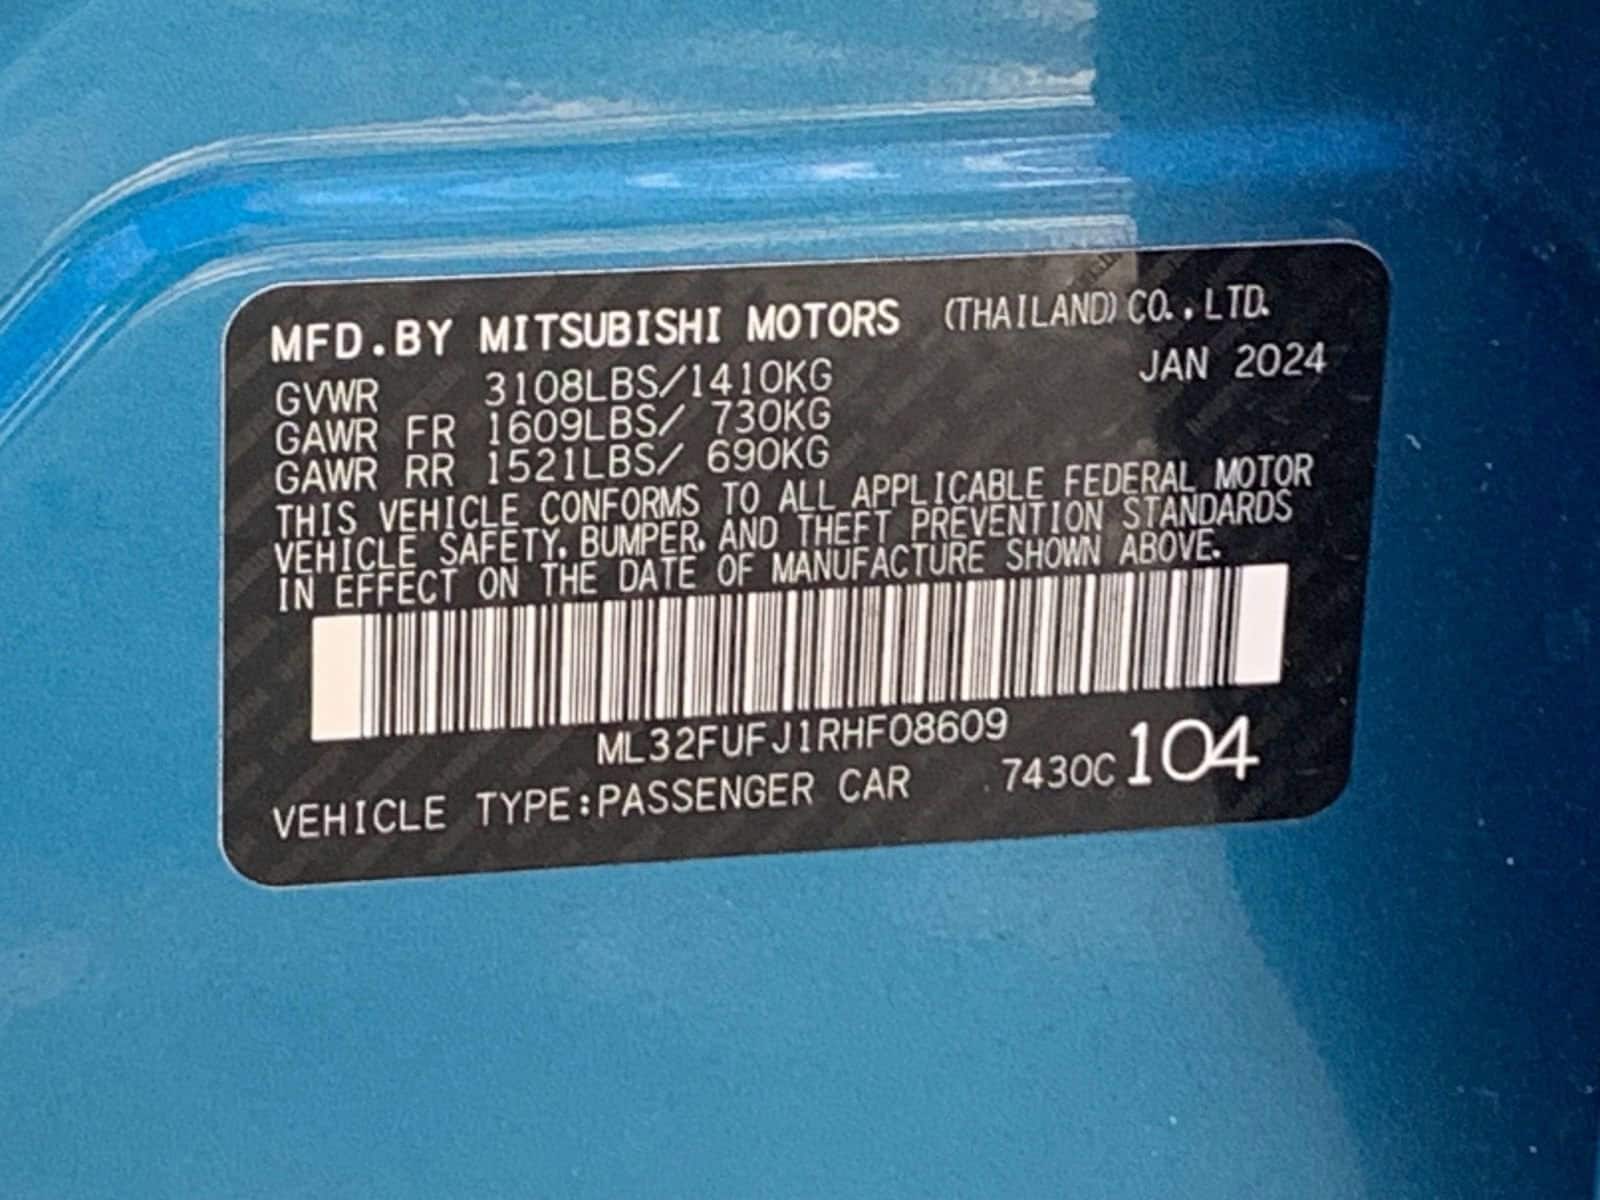 MFD.BY MITSUBISHI MOTORS (THAILAND) CO.,LTD.
GVWR 3108LBS/1410KG JAN 2024
GAWR FR 1609LBS/ 730KG
GAWR RR 1521LBS/ 690KG
THIS VEHICLE CONFORMS TO ALL APPLICABLE FEDERAL MOTOR
VEHICLE SAFETY, BUMPER, AND THEFT PREVENTION STANDARDS
IN EFFECT ON THE DATE OF MANUFACTURE SHOWN ABOVE.
ML32FUFJ1RHF08609
VEHICLE TYPE:PASSENGER CAR 7430C 104